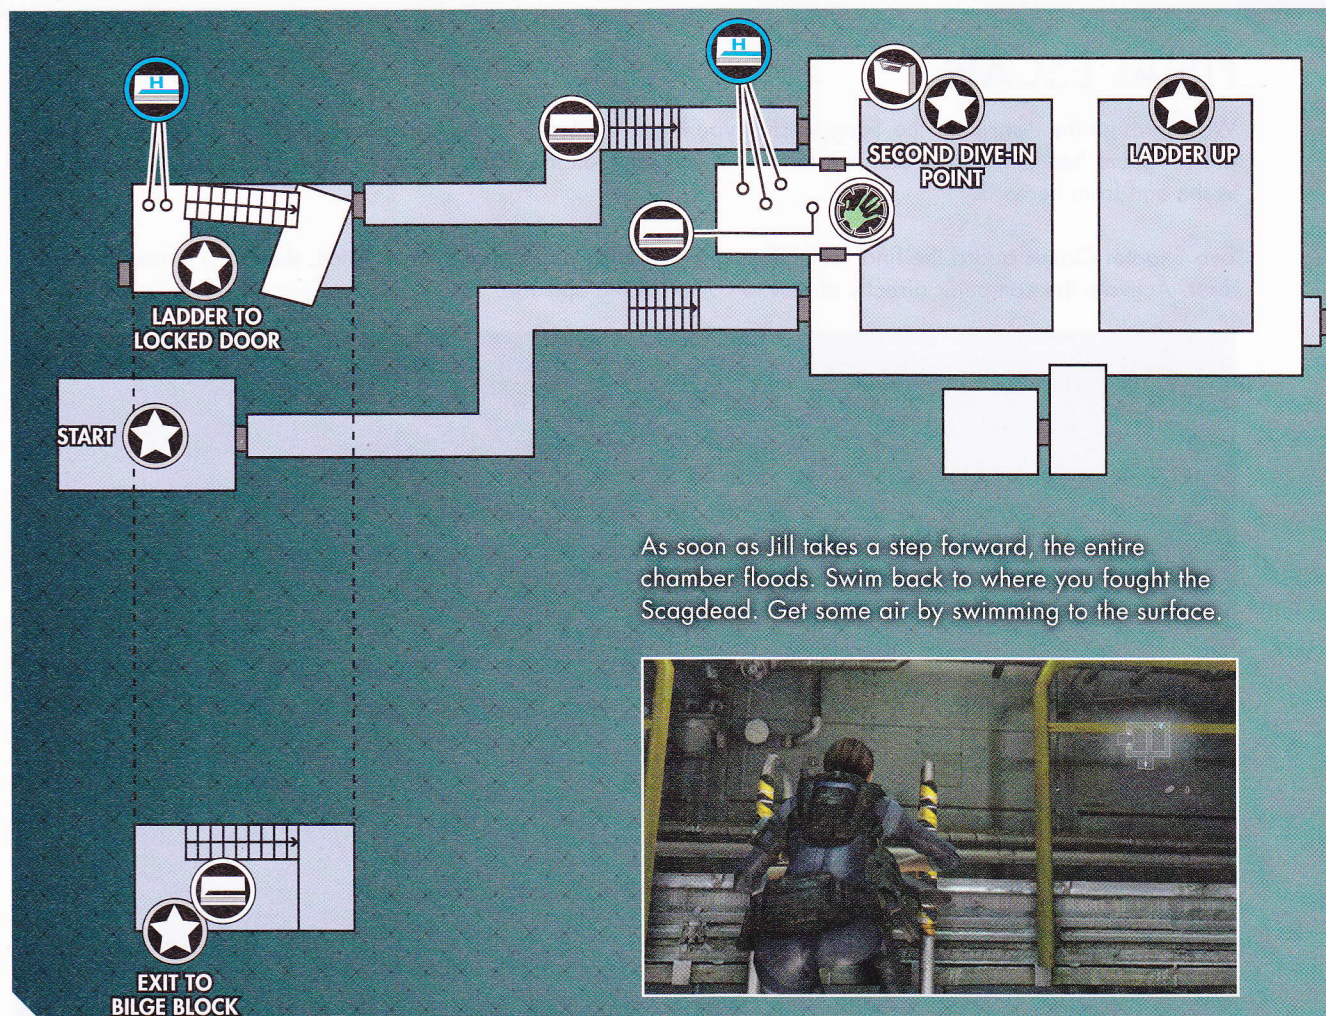 H
H
SECOND DIVE-IN
POINT
LADDER UP
LADDER TO
LOCKED DOOR
START
As soon as Jill takes a step forward, the entire
chamber floods. Swim back to where you fought the
Scagdead. Get some air by swimming to the surface.
EXIT TO
BILGE BLOCK